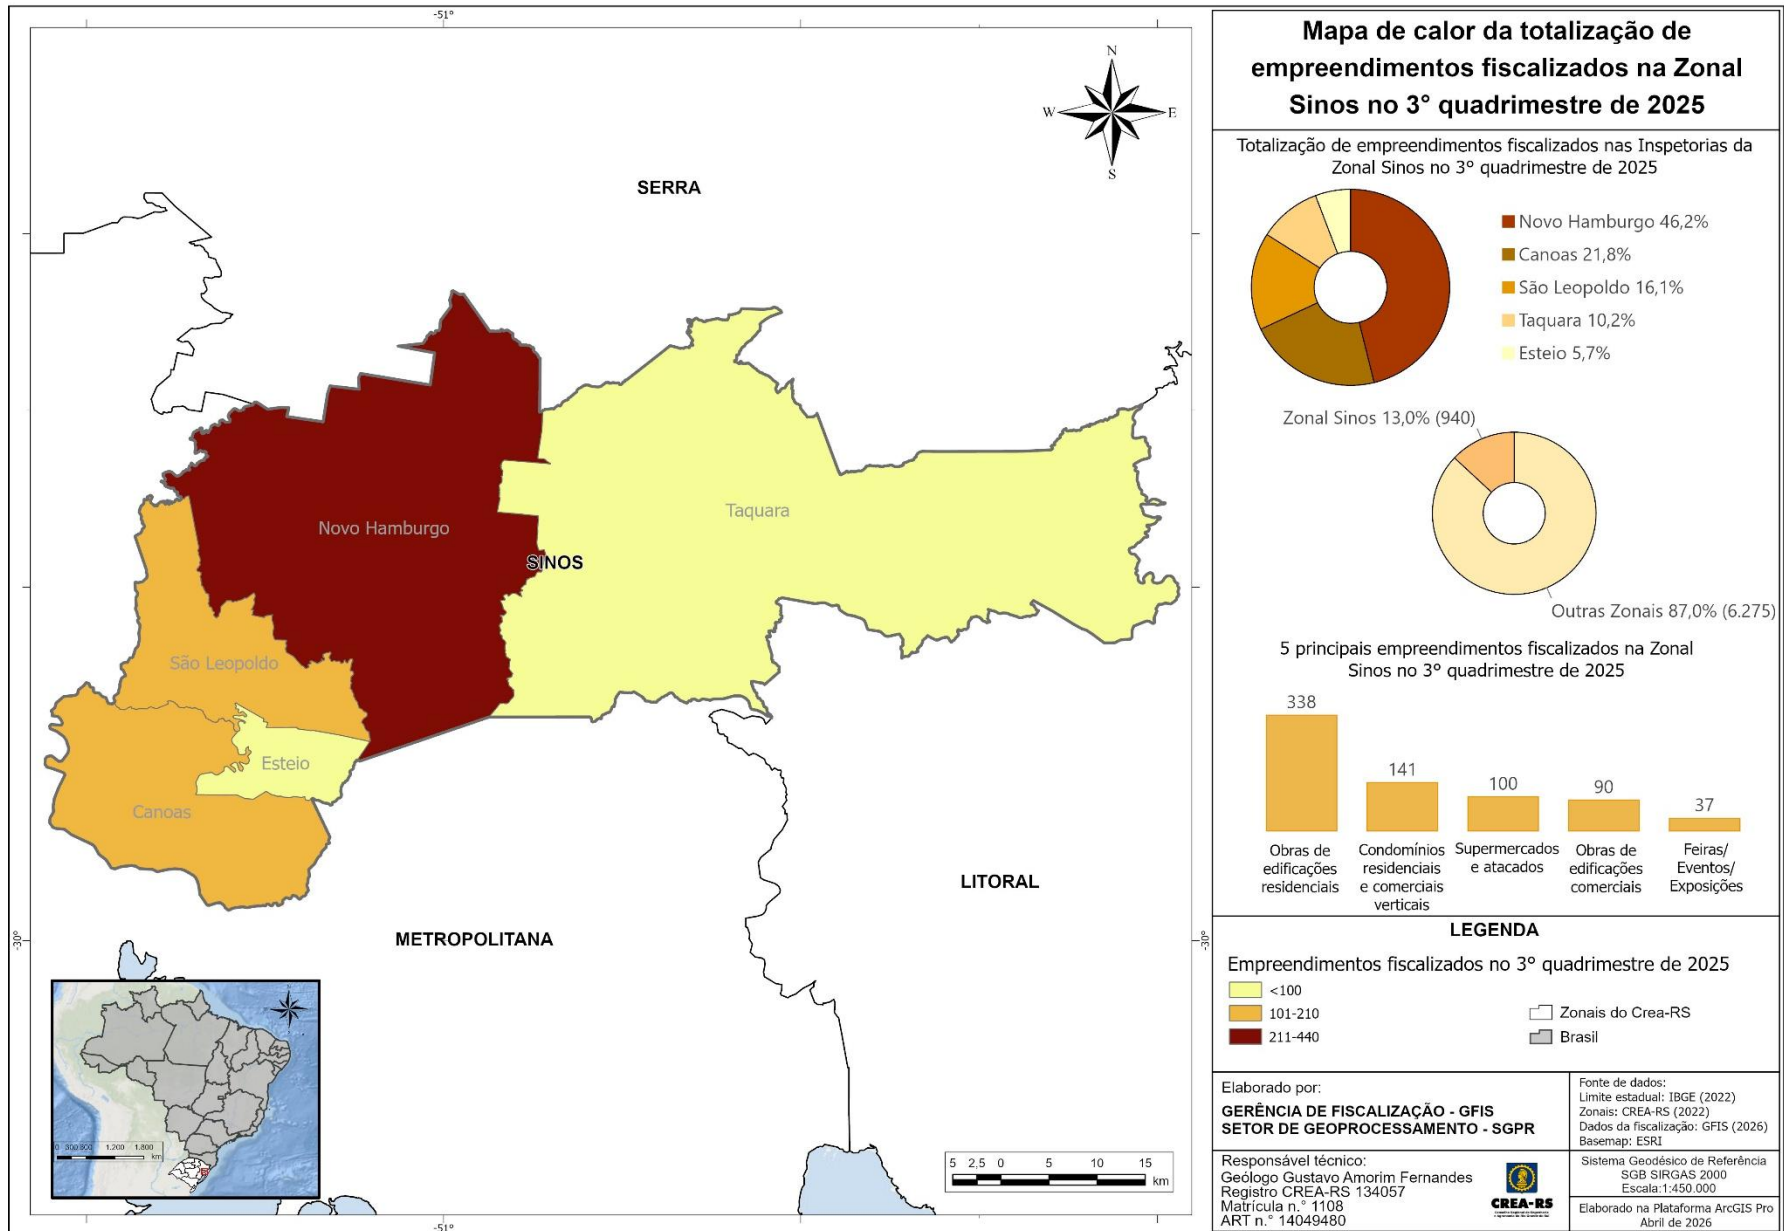 -51°
-51°
-30°
-30°
N
W
E
S
SERRA
Novo Hamburgo
Taquara
SINOS
São Leopoldo
Esteio
Canoas
METROPOLITANA
LITORAL
0 300 600 1.200 1.800
km
5 2,5 0 5 10 15
km
Mapa de calor da totalização de
empreendimentos fiscalizados na Zonal
Sinos no 3° quadrimestre de 2025
Totalização de empreendimentos fiscalizados nas Inspetorias da
Zonal Sinos no 3° quadrimestre de 2025
Novo Hamburgo 46,2%
Canoas 21,8%
São Leopoldo 16,1%
Taquara 10,2%
Esteio 5,7%
Zonal Sinos 13,0% (940)
Outras Zonais 87,0% (6.275)
5 principais empreendimentos fiscalizados na Zonal
Sinos no 3° quadrimestre de 2025
338
141
100
90
37
Obras de
edificações
residenciais
Condomínios
residenciais
e comerciais
verticais
Supermercados
e atacados
Obras de
edificações
comerciais
Feiras/
Eventos/
Exposições
LEGENDA
Empreendimentos fiscalizados no 3° quadrimestre de 2025
<100
101-210
211-440
Zonais do Crea-RS
Brasil
Elaborado por:
GERÊNCIA DE FISCALIZAÇÃO - GFIS
SETOR DE GEOPROCESSAMENTO - SGPR
Fonte de dados:
Limite estadual: IBGE (2022)
Zonais: CREA-RS (2022)
Dados da fiscalização: GFIS (2026)
Basemap: ESRI
Responsável técnico:
Geólogo Gustavo Amorim Fernandes
Registro CREA-RS 134057
Matrícula n.° 1108
ART n.° 14049480
CREA-RS
Sistema Geodésico de Referência
SGB SIRGAS 2000
Escala:1:450.000
Elaborado na Plataforma ArcGIS Pro
Abril de 2026